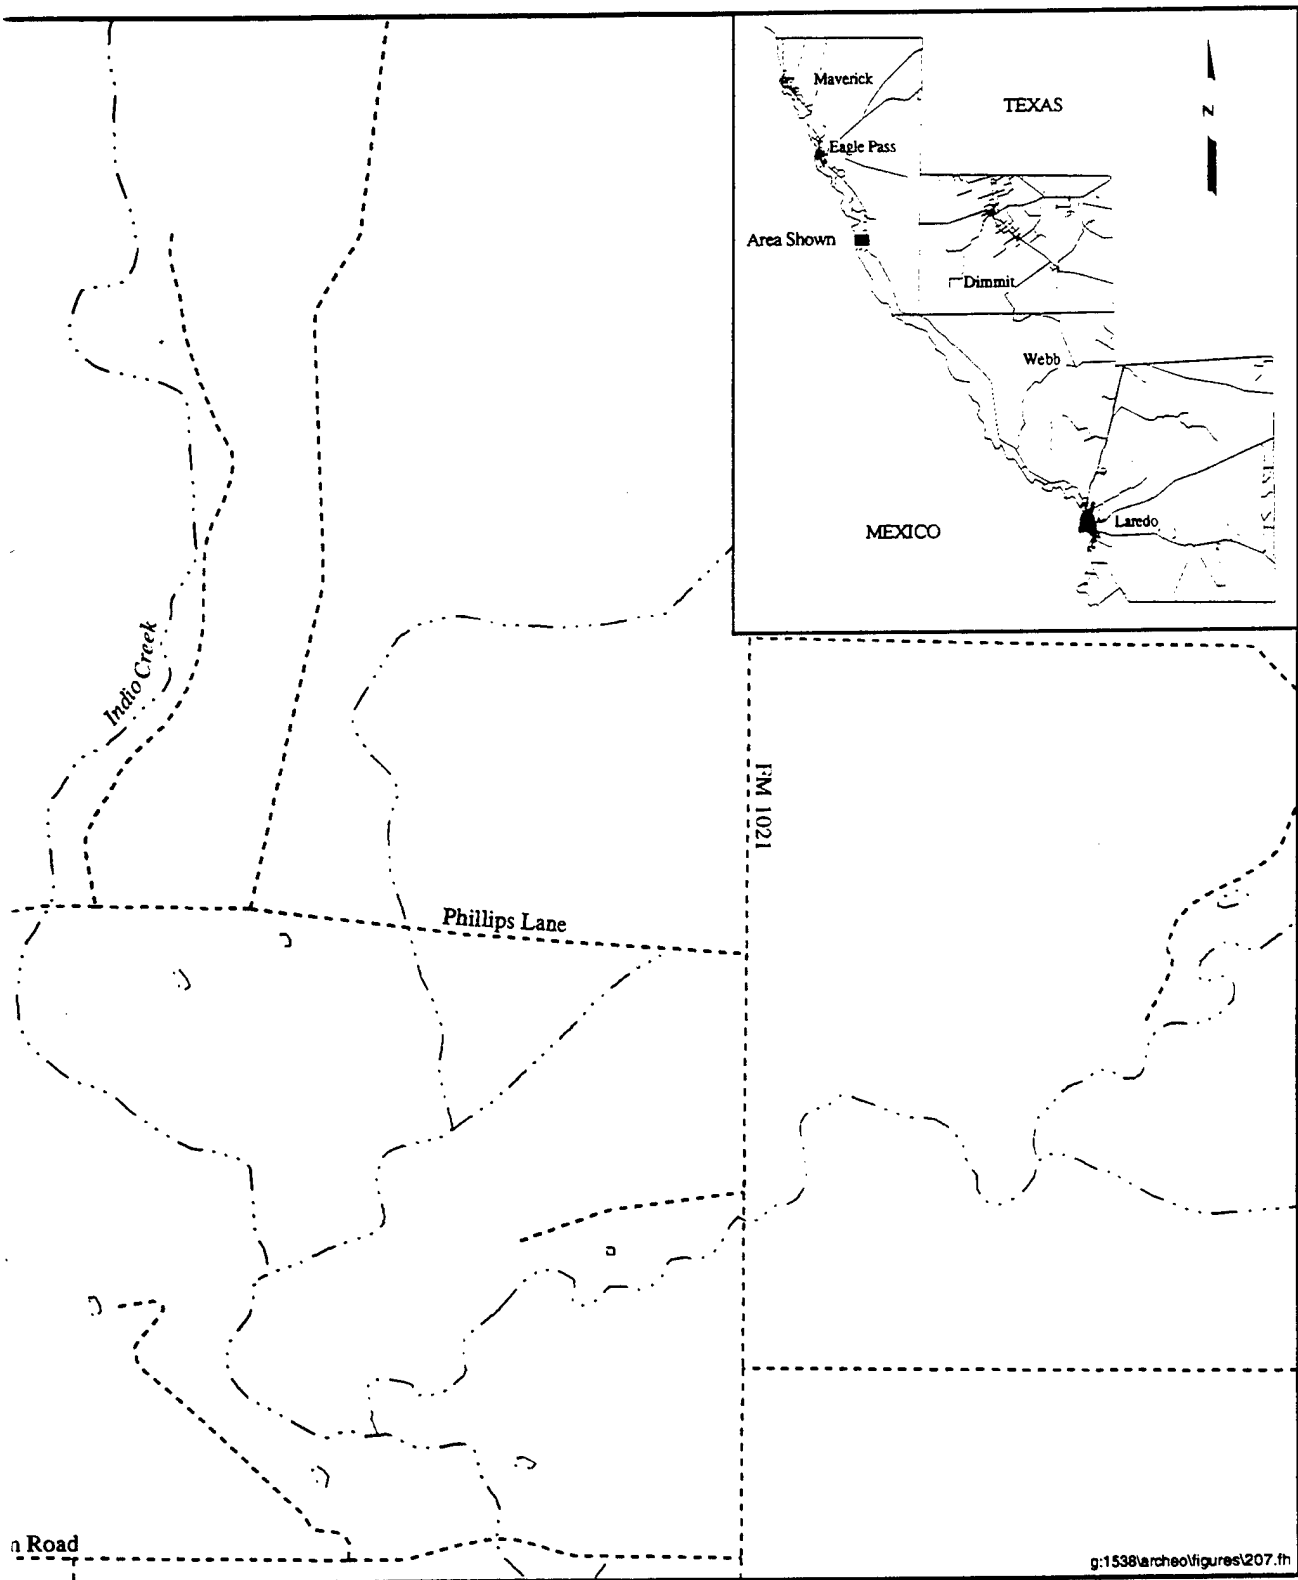 Maverick
TEXAS
N
Eagle Pass
Area Shown
Dimmit
Webb
MEXICO
Laredo
Indio Creek
FM 1021
Phillips Lane
n Road
g:1538\archeo\figures\207.fh